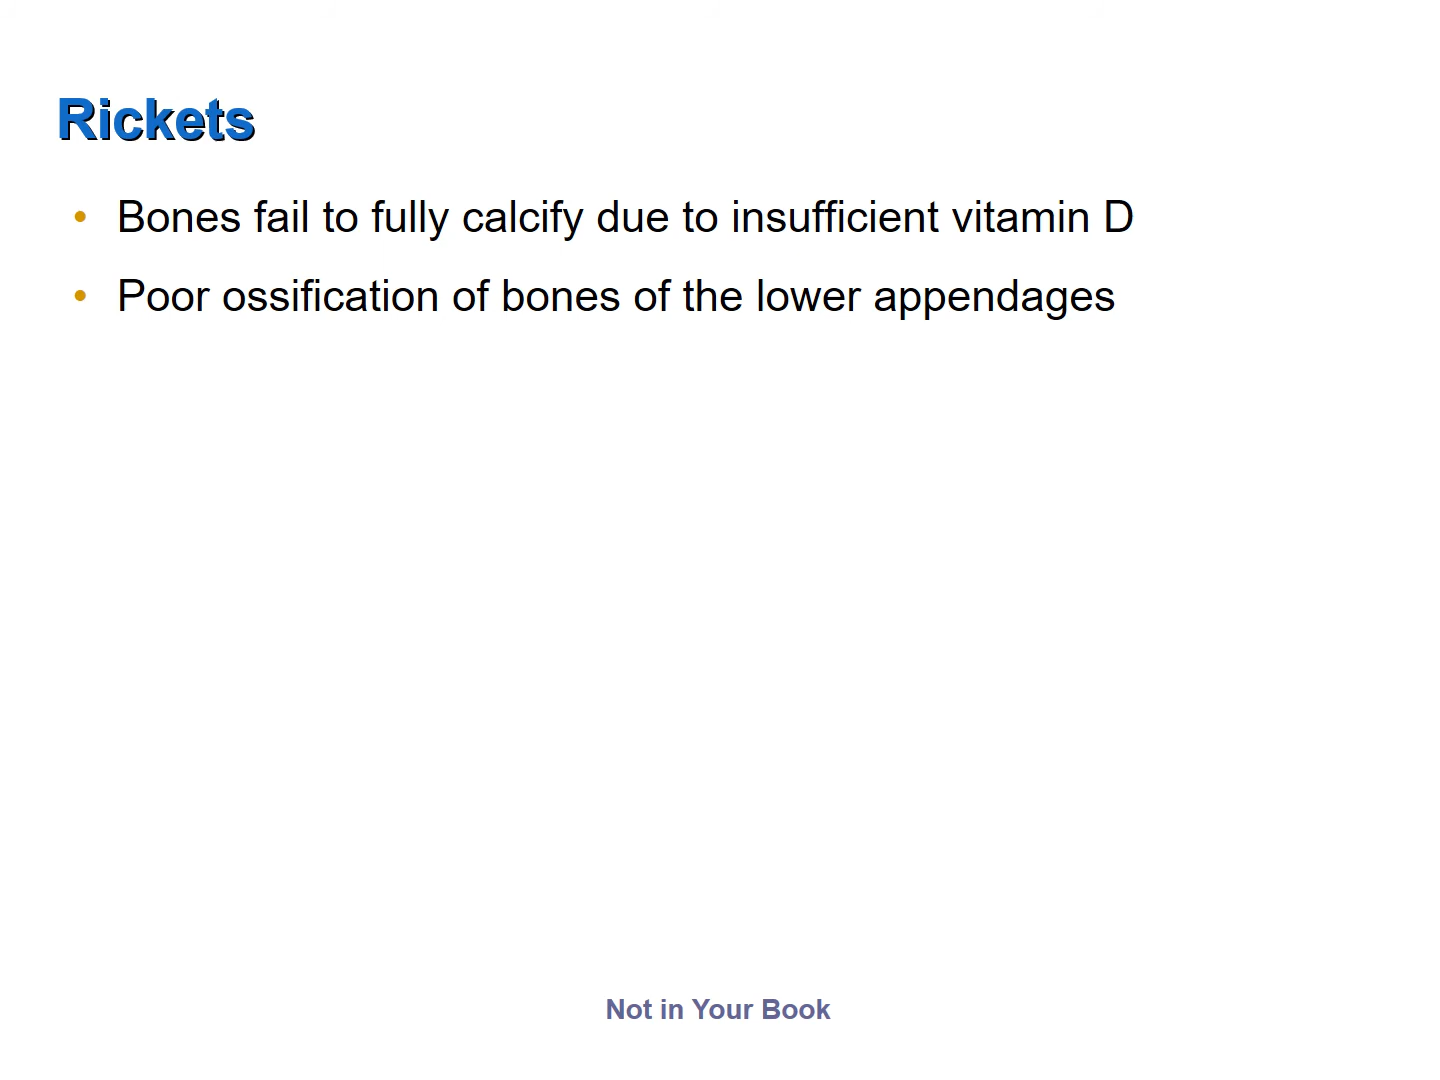 Rickets
• Bones fail to fully calcify due to insufficient vitamin D
• Poor ossification of bones of the lower appendages
Not in Your Book